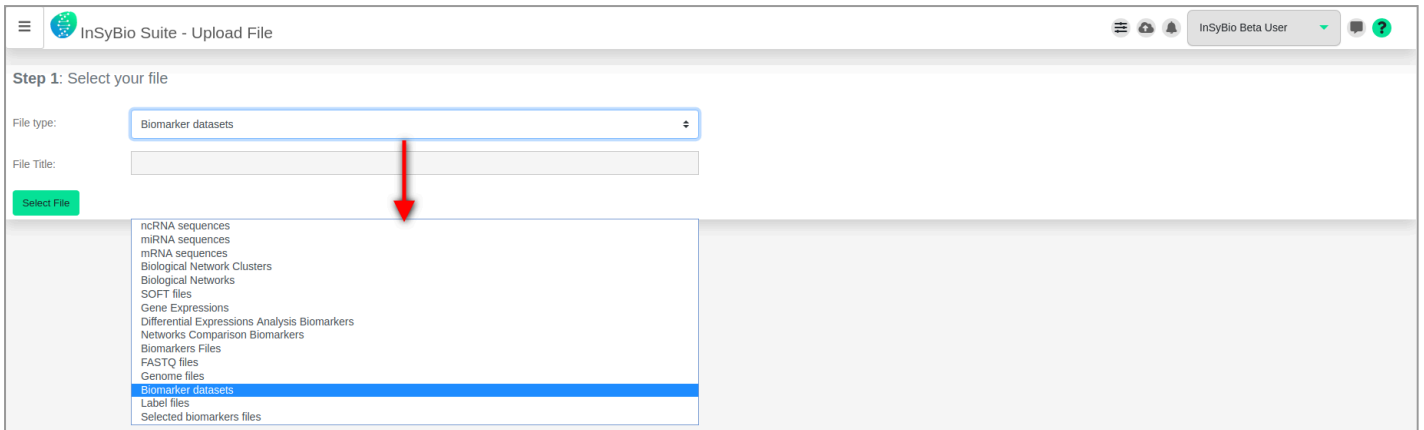 InSyBio Suite - Upload File
InSyBio Beta User
?
Step 1: Select your file
File type:
Biomarker datasets
File Title:
Select File
ncRNA sequences
miRNA sequences
mRNA sequences
Biological Network Clusters
Biological Networks
SOFT files
Gene Expressions
Differential Expressions Analysis Biomarkers
Networks Comparison Biomarkers
Biomarkers Files
FASTQ files
Genome files
Biomarker datasets
Label files
Selected biomarkers files